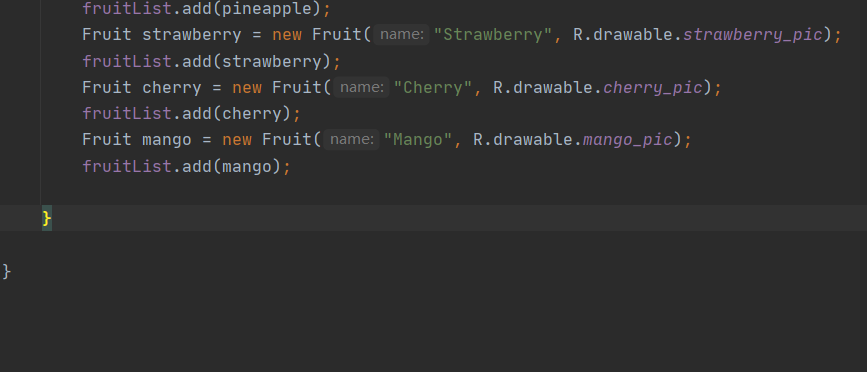 fruitList.add(pineapple);
Fruit strawberry = new Fruit( name: "Strawberry", R.drawable.strawberry_pic);
fruitList.add(strawberry);
Fruit cherry = new Fruit( name: "Cherry", R.drawable.cherry_pic);
fruitList.add(cherry);
Fruit mango = new Fruit( name: "Mango", R.drawable.mango_pic);
fruitList.add(mango);
}
}